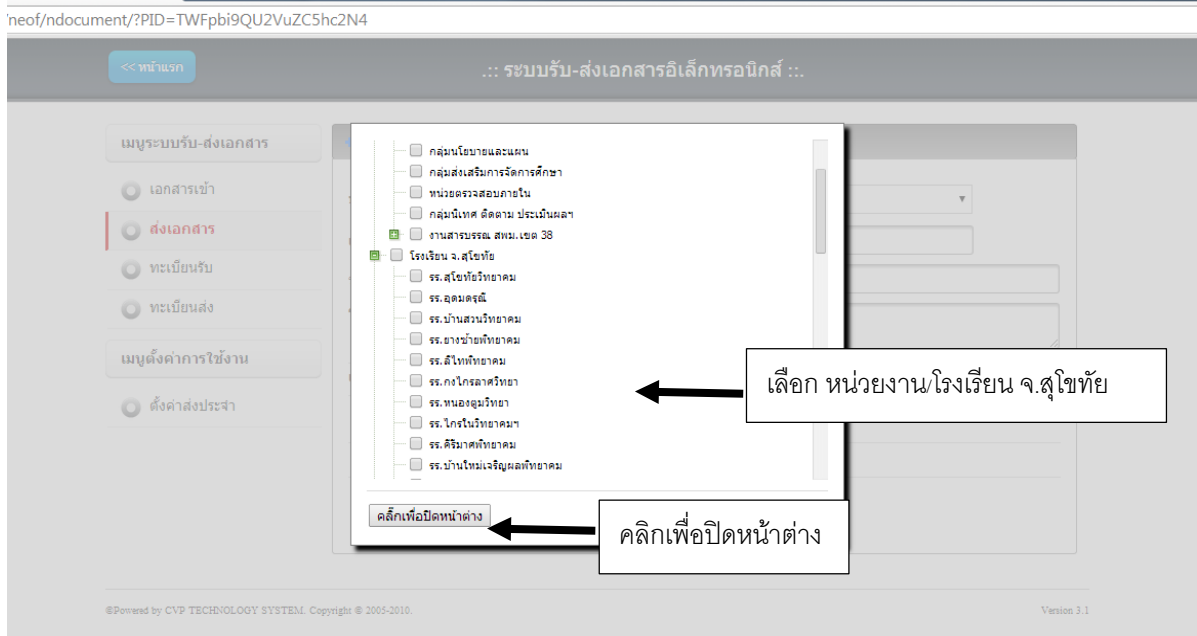 /neof/ndocument/?PID=TWFpbi9QU2VuZC5hc2N4
<< หน้าแรก
.:: ระบบรับ-ส่งเอกสารอิเล็กทรอนิกส์ ::.
เมนูระบบรับ-ส่งเอกสาร
เอกสารเข้า
ส่งเอกสาร
ทะเบียนรับ
ทะเบียนส่ง
เมนูตั้งค่าการใช้งาน
ตั้งค่าส่งประจำ
กลุ่มนโยบายและแผน
กลุ่มส่งเสริมการจัดการศึกษา
หน่วยตรวจสอบภายใน
กลุ่มนิเทศ ติดตาม ประเมินผลฯ
งานสารบรรณ สพม.เขต 38
โรงเรียน จ.สุโขทัย
รร.สุโขทัยวิทยาคม
รร.อุดมดรุณี
รร.บ้านสวนวิทยาคม
รร.ยางซ้ายพิทยาคม
รร.ลิไทพิทยาคม
รร.กงไกรลาศวิทยา
รร.หนองตูมวิทยา
รร.ไกรในวิทยาคมฯ
รร.คีรีมาศพิทยาคม
รร.บ้านใหม่เจริญผลพิทยาคม
คลิ๊กเพื่อปิดหน้าต่าง
เลือก หน่วยงาน/โรงเรียน จ.สุโขทัย
คลิกเพื่อปิดหน้าต่าง
©Powered by CVP TECHNOLOGY SYSTEM. Copyright © 2005-2010.
Version 3.1